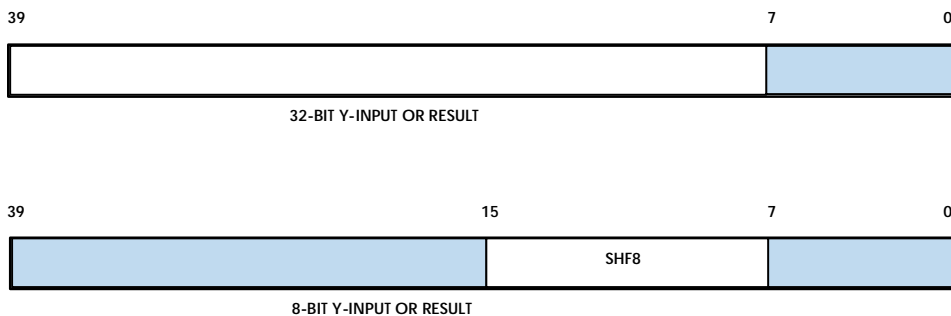 39 7 0
32-BIT Y-INPUT OR RESULT
39 15 7 0
SHF8
8-BIT Y-INPUT OR RESULT